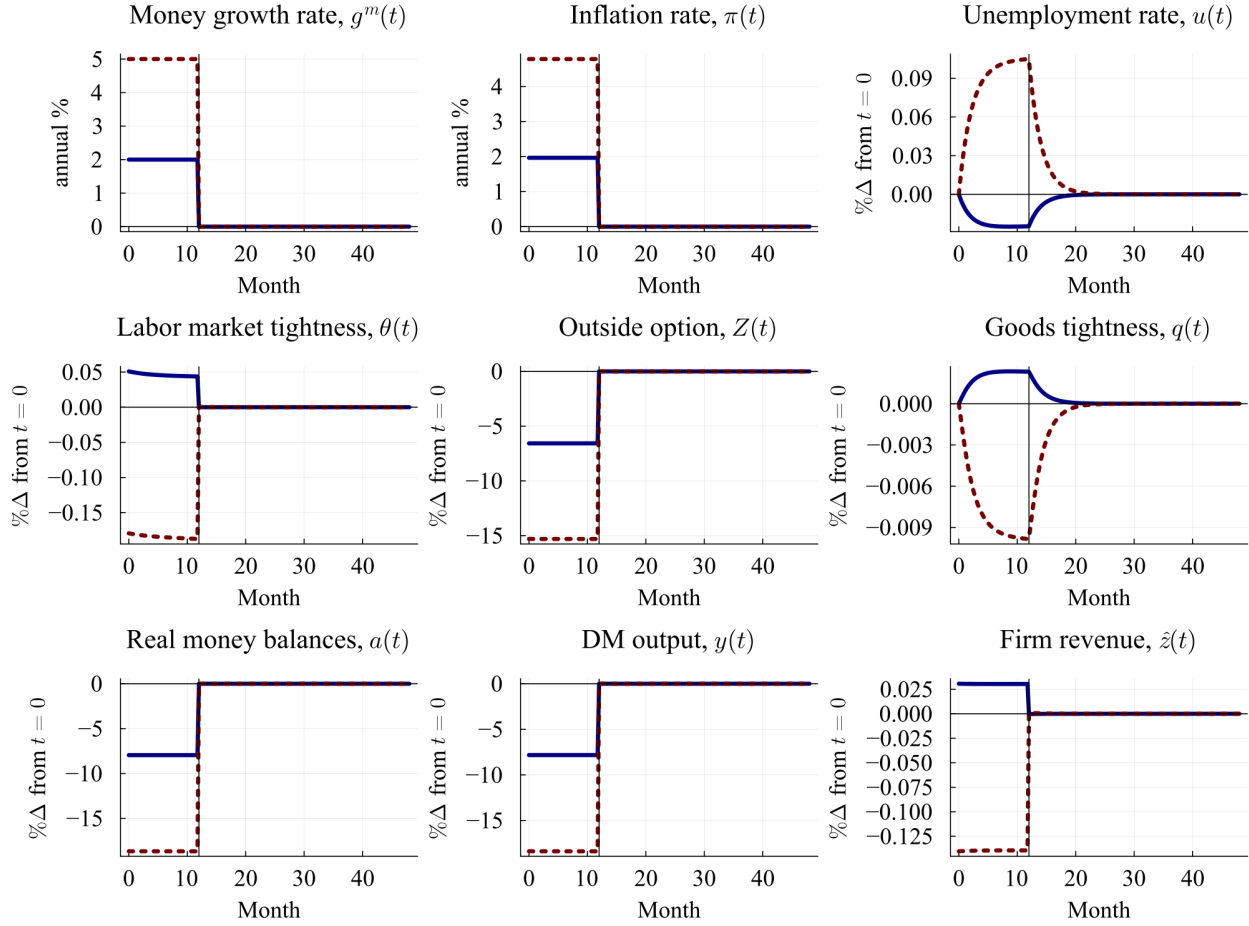 Money growth rate, gᵐ(t)
annual %
5
4
3
2
1
0
0 10 20 30 40
Month
Inflation rate, π(t)
annual %
4
3
2
1
0
0 10 20 30 40
Month
Unemployment rate, u(t)
%Δ from t = 0
0.09
0.06
0.03
0.00
0 10 20 30 40
Month
Labor market tightness, θ(t)
%Δ from t = 0
0.05
0.00
−0.05
−0.10
−0.15
0 10 20 30 40
Month
Outside option, Z(t)
%Δ from t = 0
0
−5
−10
−15
0 10 20 30 40
Month
Goods tightness, q(t)
%Δ from t = 0
0.000
−0.003
−0.006
−0.009
0 10 20 30 40
Month
Real money balances, a(t)
%Δ from t = 0
0
−5
−10
−15
0 10 20 30 40
Month
DM output, y(t)
%Δ from t = 0
0
−5
−10
−15
0 10 20 30 40
Month
Firm revenue, ẑ(t)
%Δ from t = 0
0.025
0.000
−0.025
−0.050
−0.075
−0.100
−0.125
0 10 20 30 40
Month